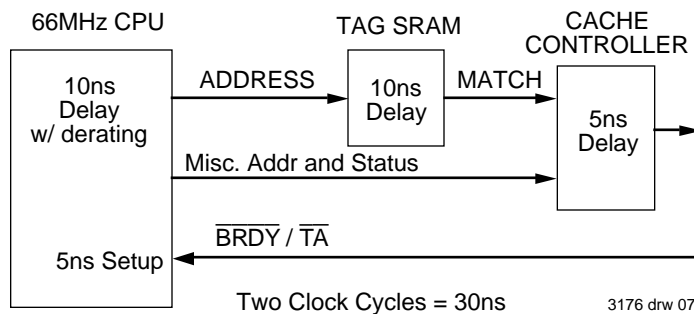 66MHz CPU
TAG SRAM
CACHE
CONTROLLER
10ns
Delay
w/ derating
ADDRESS
10ns
Delay
MATCH
5ns
Delay
Misc. Addr and Status
BRDY / TA
5ns Setup
Two Clock Cycles = 30ns
3176 drw 07